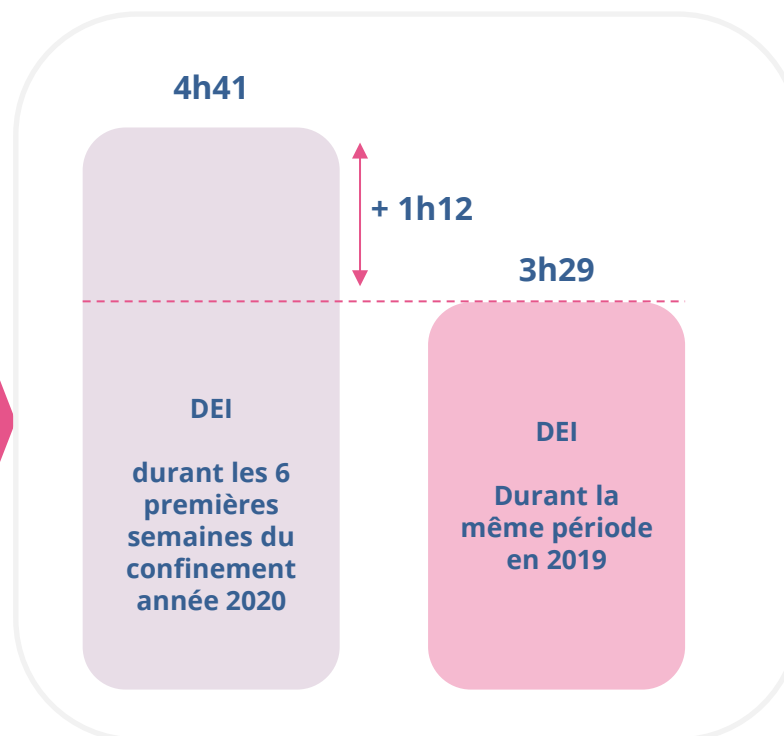 4h41
+ 1h12
3h29
DEI
durant les 6
premières
semaines du
confinement
année 2020
DEI
Durant la
même période
en 2019